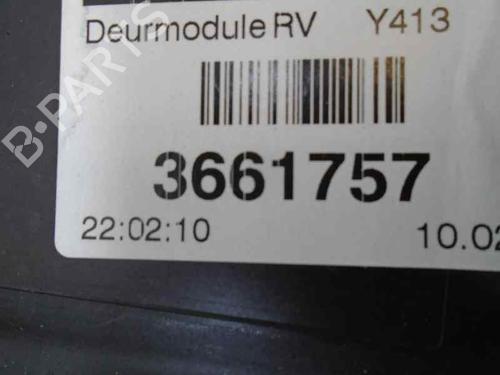 Deurmodule RV Y413
3661757
22:02:10 10.02
B-PARTS